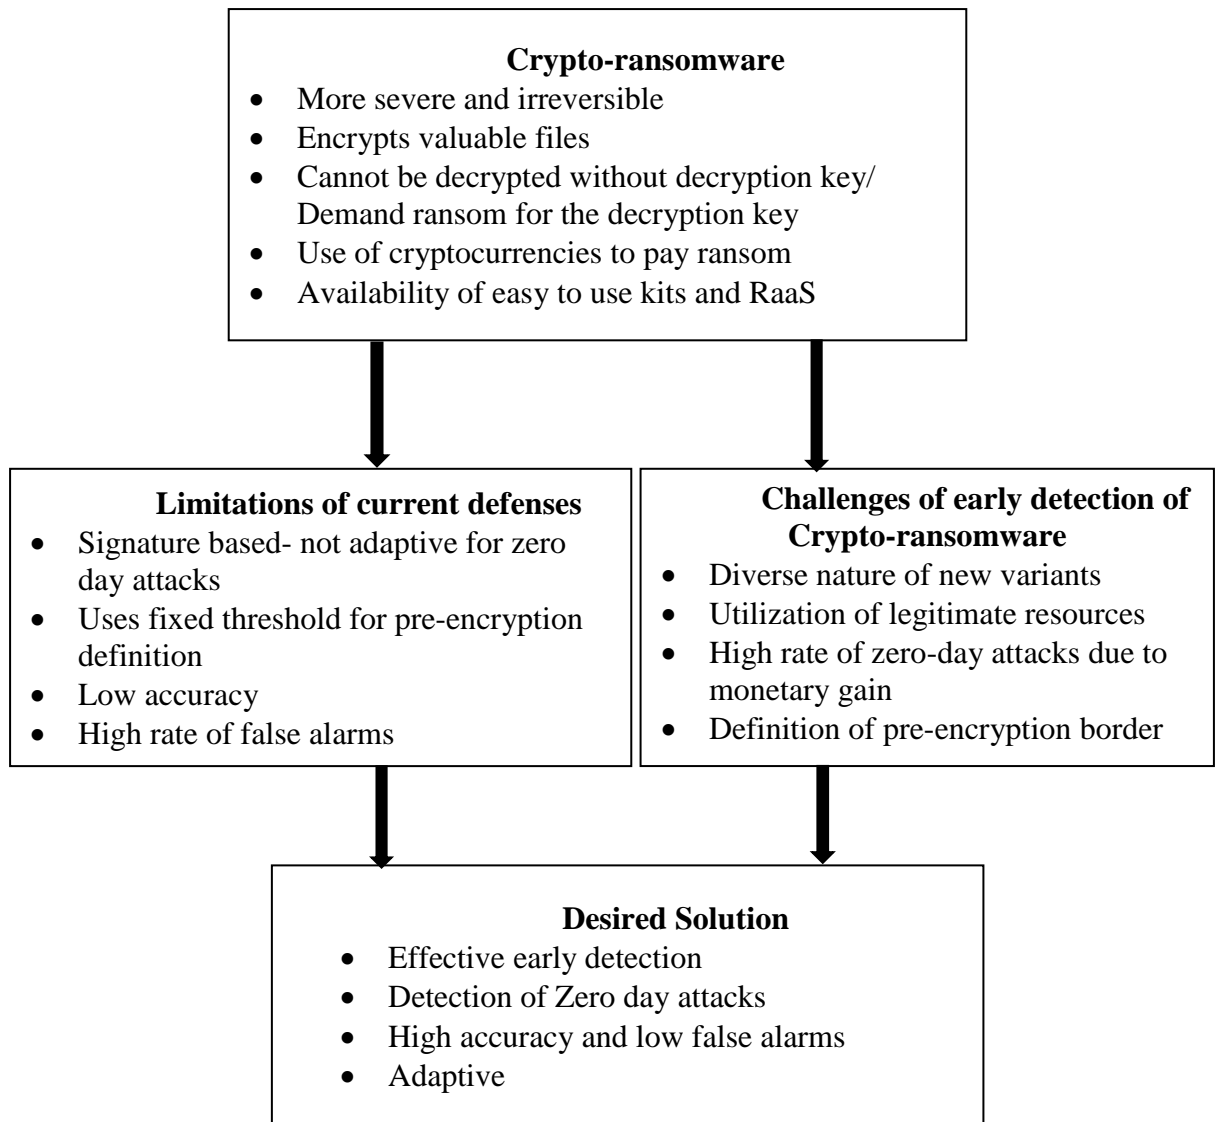 Crypto-ransomware
• More severe and irreversible
• Encrypts valuable files
• Cannot be decrypted without decryption key/
Demand ransom for the decryption key
• Use of cryptocurrencies to pay ransom
• Availability of easy to use kits and RaaS
Limitations of current defenses
• Signature based- not adaptive for zero
day attacks
• Uses fixed threshold for pre-encryption
definition
• Low accuracy
• High rate of false alarms
Challenges of early detection of
Crypto-ransomware
• Diverse nature of new variants
• Utilization of legitimate resources
• High rate of zero-day attacks due to
monetary gain
• Definition of pre-encryption border
Desired Solution
• Effective early detection
• Detection of Zero day attacks
• High accuracy and low false alarms
• Adaptive